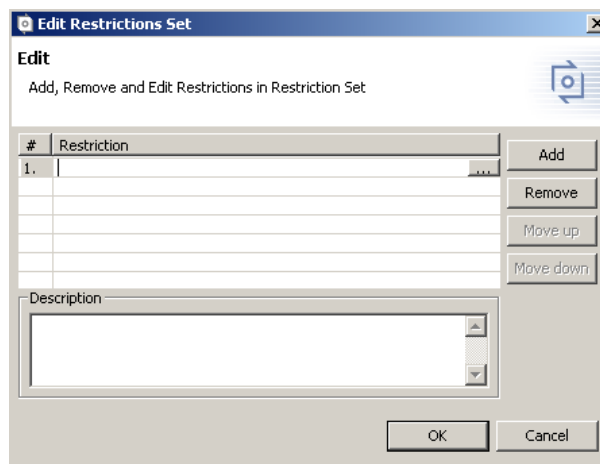 Edit Restrictions Set
Edit
Add, Remove and Edit Restrictions in Restriction Set
# Restriction
1. ...
Add
Remove
Move up
Move down
Description
OK Cancel